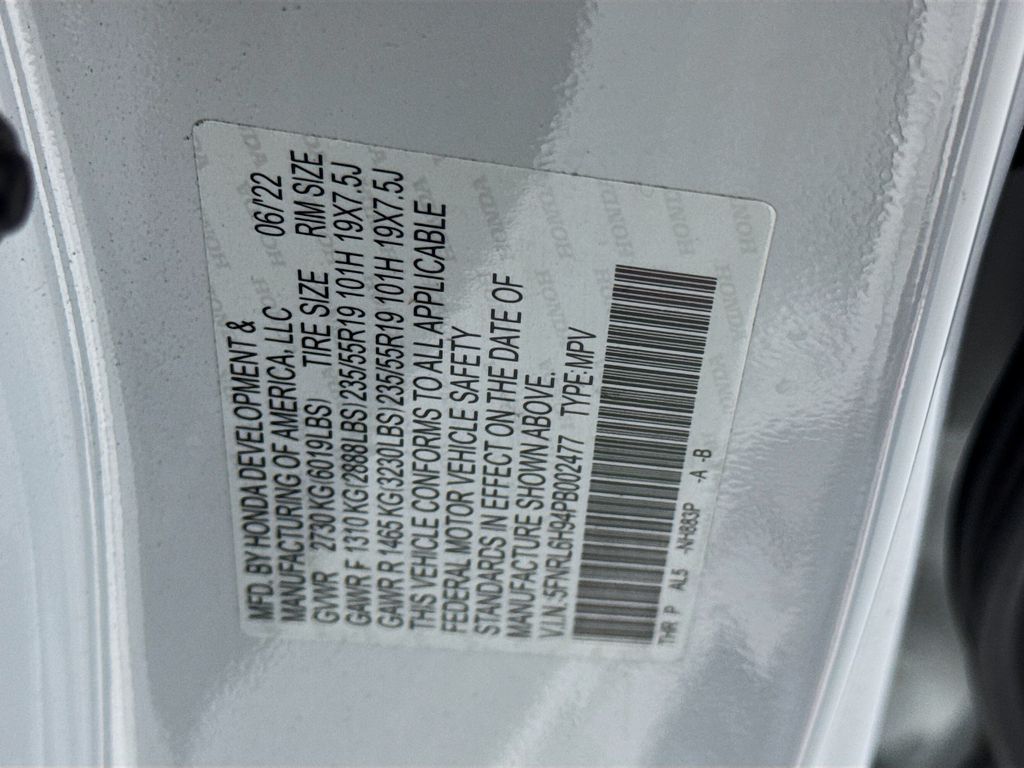 MFD. BY HONDA DEVELOPMENT &
MANUFACTURING OF AMERICA, LLC 06/'22
GVWR 2730 KG(6019LBS) TIRE SIZE RIM SIZE
GAWR F 1310 KG(2888LBS) 235/55R19 101H 19X7.5J
GAWR R 1465 KG(3230LBS) 235/55R19 101H 19X7.5J
THIS VEHICLE CONFORMS TO ALL APPLICABLE
FEDERAL MOTOR VEHICLE SAFETY
STANDARDS IN EFFECT ON THE DATE OF
MANUFACTURE SHOWN ABOVE.
V.I.N. 5FNRL6H94PB002477 TYPE:MPV
THR P AL5 -NH883P -A -B